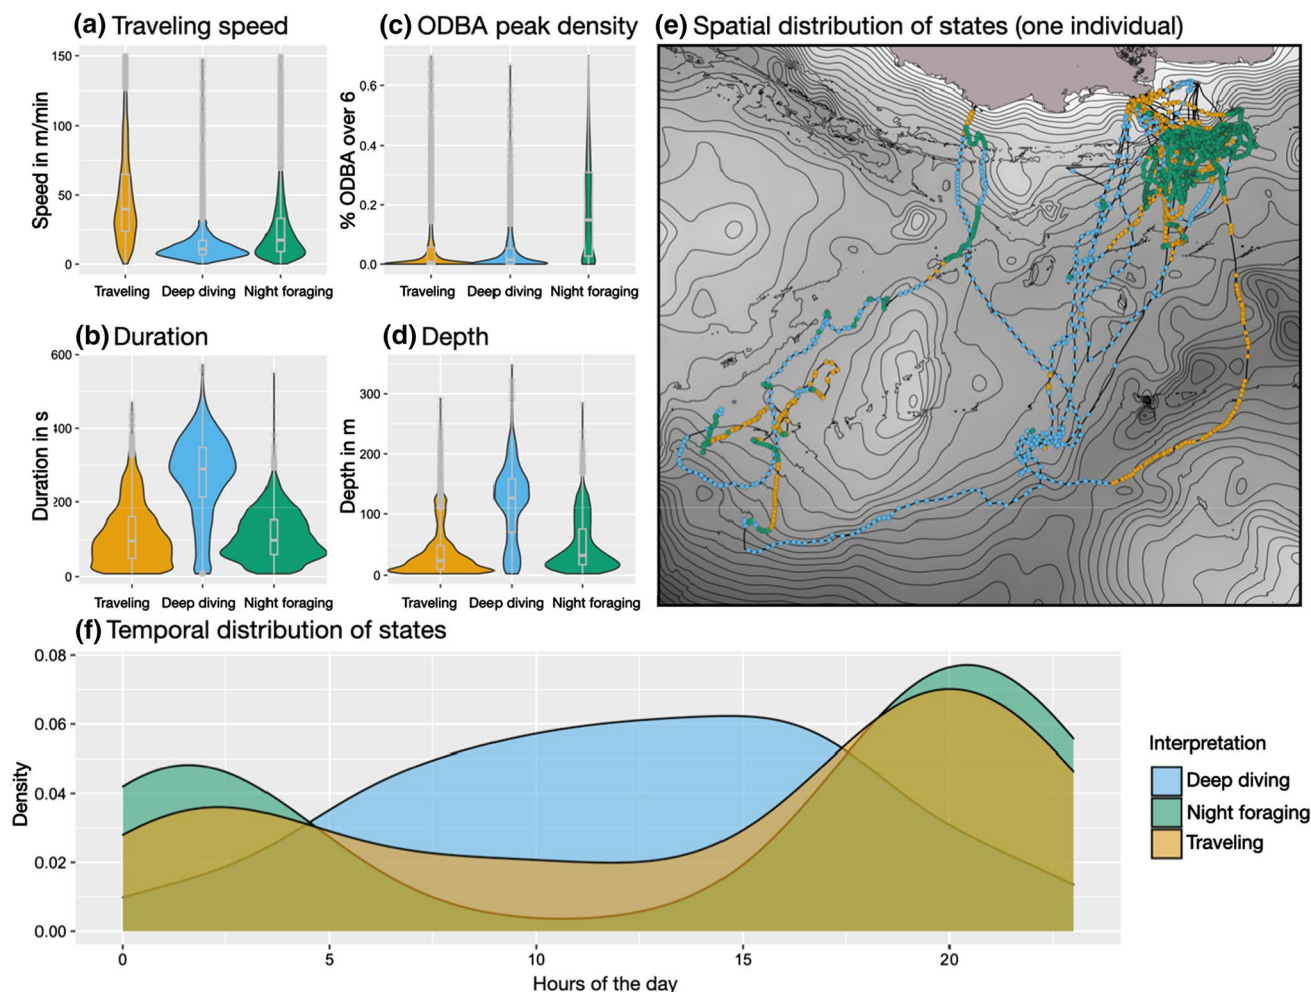 (a) Traveling speed
Speed in m/min
150
100
50
0
Traveling Deep diving Night foraging
(c) ODBA peak density
% ODBA over 6
0.6
0.4
0.2
0.0
Traveling Deep diving Night foraging
(e) Spatial distribution of states (one individual)
(b) Duration
Duration in s
600
400
200
0
Traveling Deep diving Night foraging
(d) Depth
Depth in m
300
200
100
0
Traveling Deep diving Night foraging
(f) Temporal distribution of states
Density
0.08
0.06
0.04
0.02
0.00
0 5 10 15 20
Hours of the day
Interpretation
Deep diving
Night foraging
Traveling